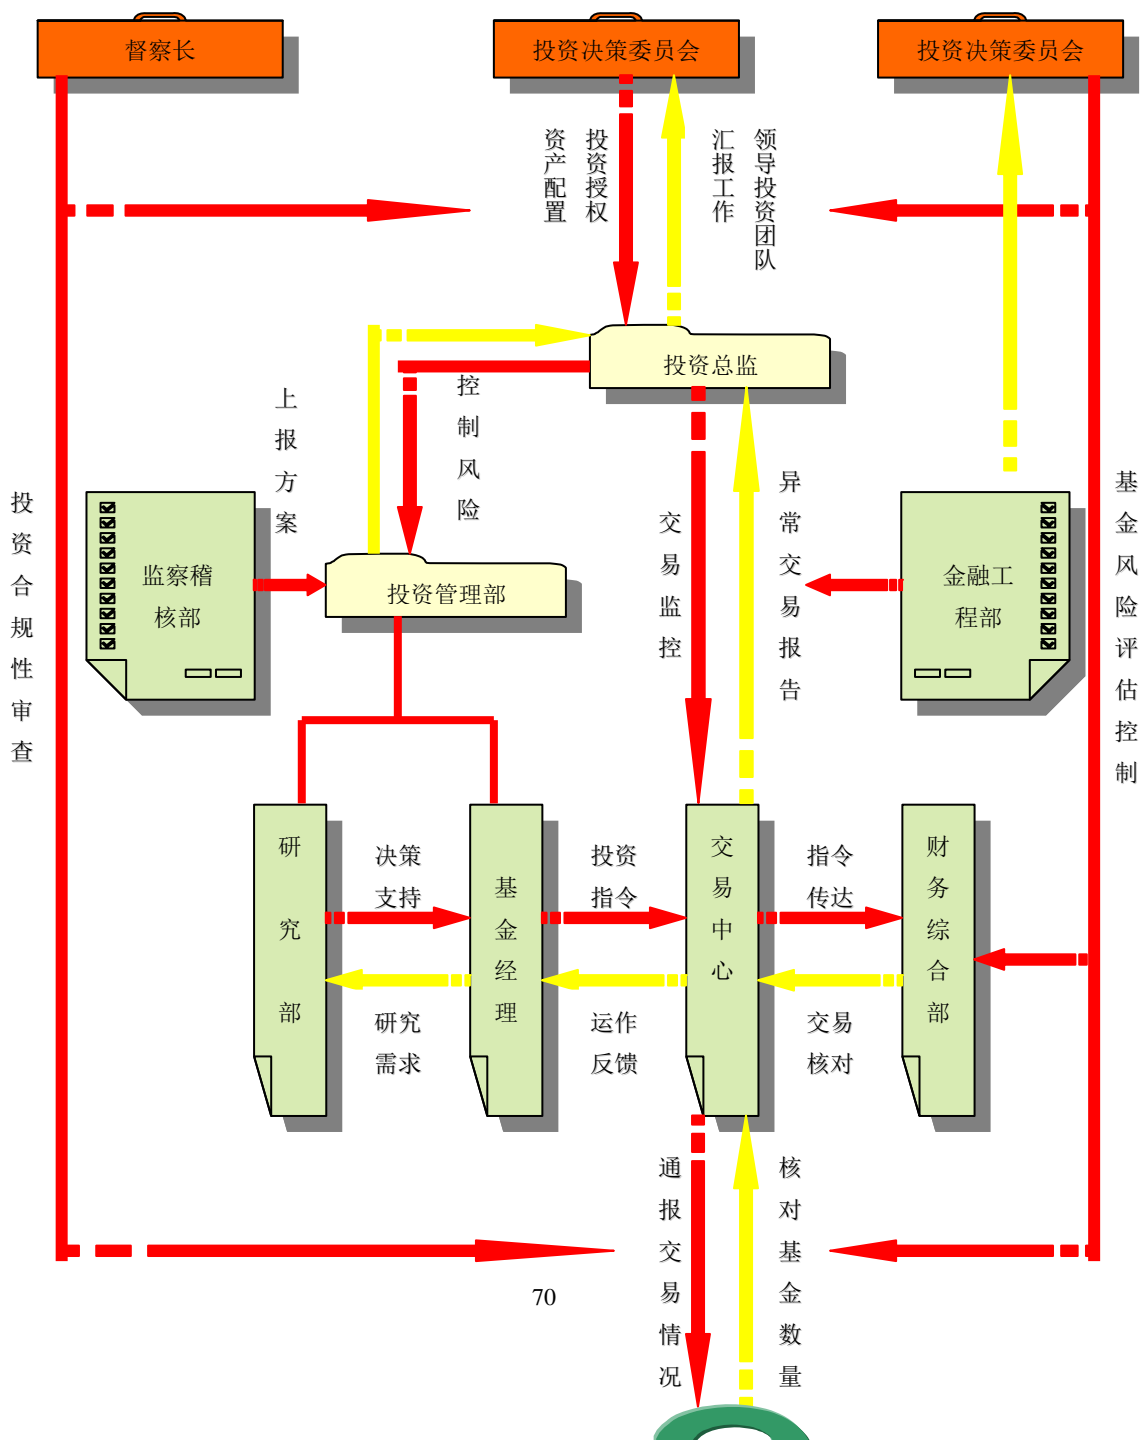 督察长
投资决策委员会
投资决策委员会
资产配置
投资授权
汇报工作
领导投资团队
投资总监
上报方案
控制风险
投资合规性审查
监察稽
核部
投资管理部
交易监控
异常交易报告
金融工
程部
基金风险评估控制
研究部
决策
支持
研究
需求
基金经理
投资
指令
运作
反馈
交易中心
指令
传达
交易
核对
财务综合部
通报交易情况
核对基金数量
70